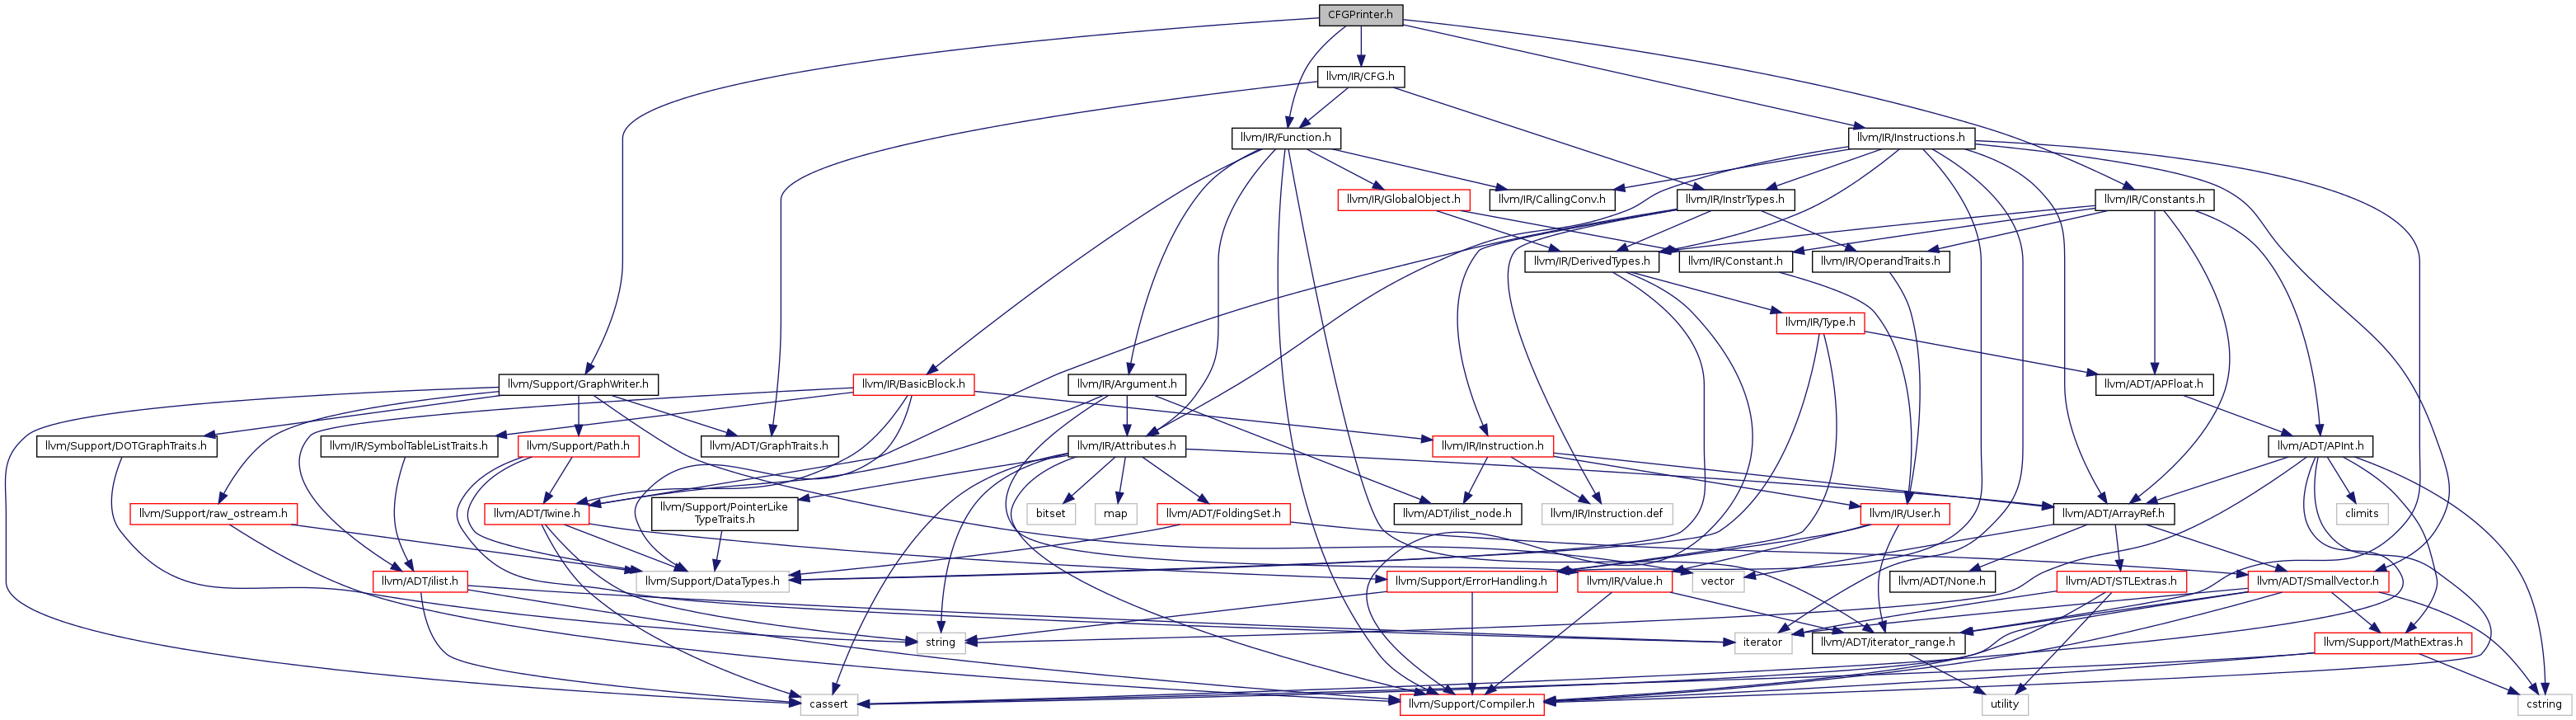 CFGPrinter.h
llvm/IR/CFG.h
llvm/IR/Function.h
llvm/IR/Instructions.h
llvm/IR/GlobalObject.h
llvm/IR/CallingConv.h
llvm/IR/InstrTypes.h
llvm/IR/Constants.h
llvm/IR/DerivedTypes.h
llvm/IR/Constant.h
llvm/IR/OperandTraits.h
llvm/IR/Type.h
llvm/Support/GraphWriter.h
llvm/IR/BasicBlock.h
llvm/IR/Argument.h
llvm/ADT/APFloat.h
llvm/Support/DOTGraphTraits.h
llvm/IR/SymbolTableListTraits.h
llvm/Support/Path.h
llvm/ADT/GraphTraits.h
llvm/IR/Attributes.h
llvm/IR/Instruction.h
llvm/ADT/APInt.h
llvm/Support/raw_ostream.h
llvm/ADT/Twine.h
llvm/Support/PointerLike
TypeTraits.h
bitset
map
llvm/ADT/FoldingSet.h
llvm/ADT/ilist_node.h
llvm/IR/Instruction.def
llvm/IR/User.h
llvm/ADT/ArrayRef.h
climits
llvm/ADT/ilist.h
llvm/Support/DataTypes.h
llvm/Support/ErrorHandling.h
llvm/IR/Value.h
vector
llvm/ADT/None.h
llvm/ADT/STLExtras.h
llvm/ADT/SmallVector.h
string
iterator
llvm/ADT/iterator_range.h
llvm/Support/MathExtras.h
cassert
llvm/Support/Compiler.h
utility
cstring